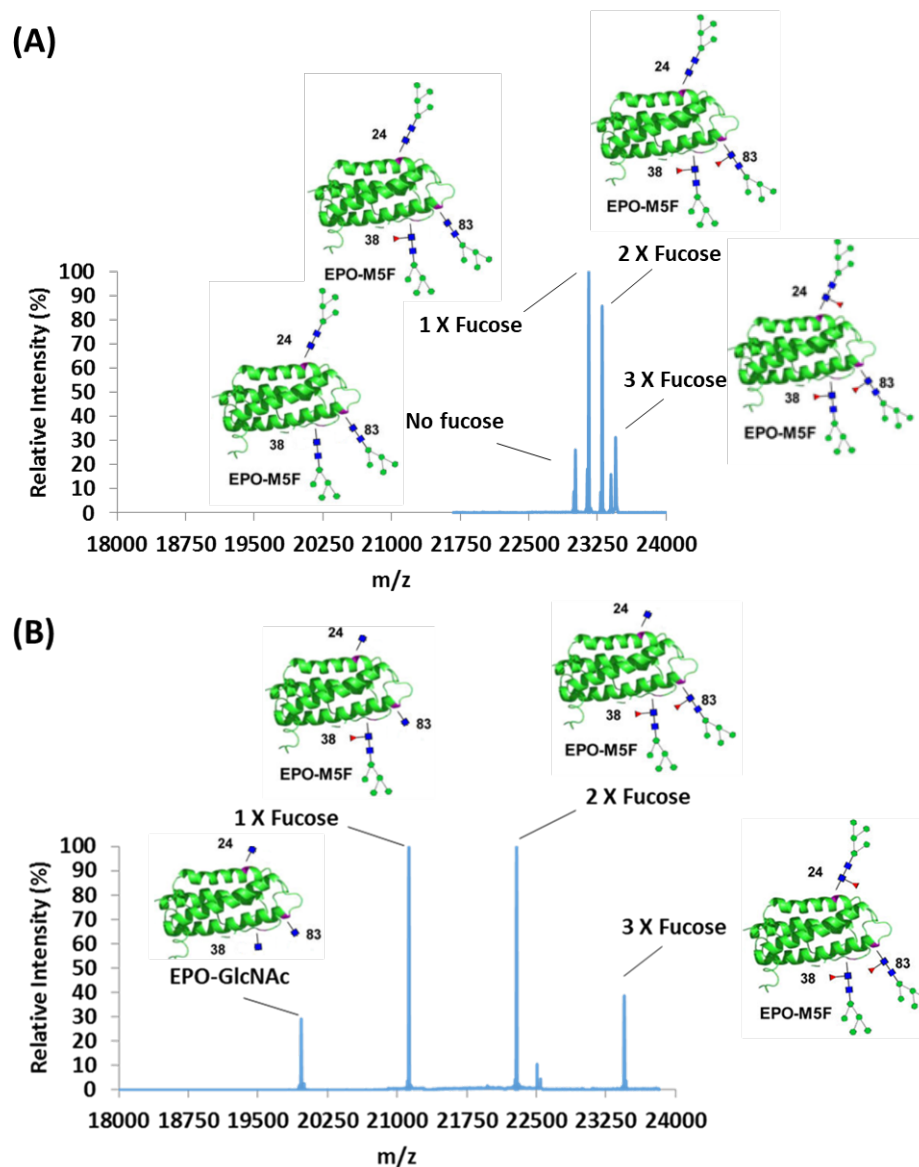 (A)
24
24
38
83
EPO-M5F
38
83
EPO-M5F
24
38
83
EPO-M5F
24
38
83
EPO-M5F
2 X Fucose
1 X Fucose
3 X Fucose
No fucose
Relative Intensity (%)
100
90
80
70
60
50
40
30
20
10
0
18000 18750 19500 20250 21000 21750 22500 23250 24000
m/z
(B)
24
38
83
EPO-M5F
24
38
83
EPO-M5F
2 X Fucose
1 X Fucose
24
38
83
EPO-GlcNAc
24
38
83
EPO-M5F
3 X Fucose
Relative Intensity (%)
100
90
80
70
60
50
40
30
20
10
0
18000 18750 19500 20250 21000 21750 22500 23250 24000
m/z